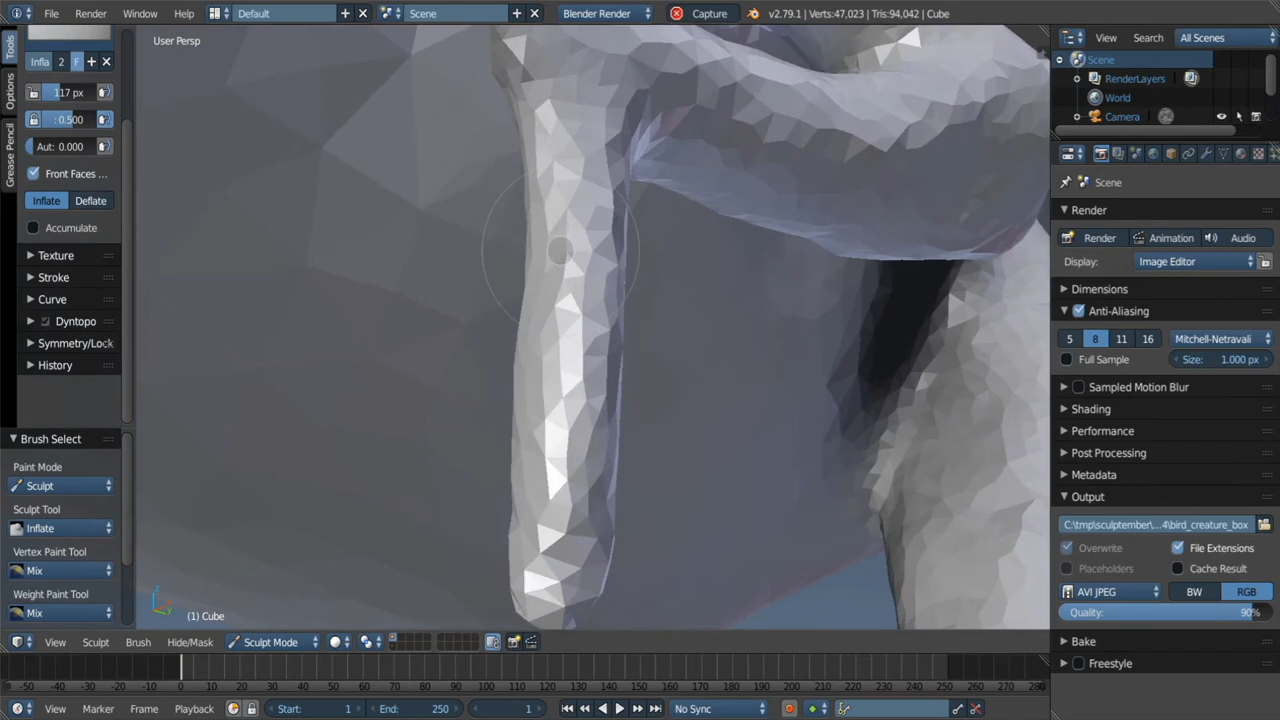 File Render Window Help Default Scene Blender Render Capture v2.79.1 | Verts:47,023 | Tris:94,042 | Cube
User Persp
Tools
Options
Grease Pencil
Infla 2 F
117 px
: 0.500
Aut: 0.000
Front Faces ...
Inflate Deflate
Accumulate
Texture
Stroke
Curve
Dyntopo
Symmetry/Lock
History
Brush Select
Paint Mode
Sculpt
Sculpt Tool
Inflate
Vertex Paint Tool
Mix
Weight Paint Tool
Mix
z
y
(1) Cube
View Search All Scenes
Scene
RenderLayers
World
Camera
Scene
Render
Render Animation Audio
Display: Image Editor
Dimensions
Anti-Aliasing
5 8 11 16 Mitchell-Netravali
Full Sample Size: 1.000 px
Sampled Motion Blur
Shading
Performance
Post Processing
Metadata
Output
C:\tmp\sculptember\...4\bird_creature_box
Overwrite File Extensions
Placeholders Cache Result
AVI JPEG BW RGB
Quality: 90%
Bake
Freestyle
View Sculpt Brush Hide/Mask Sculpt Mode
-50 -40 -30 -20 -10 0 10 20 30 40 50 60 70 80 90 100 110 120 130 140 150 160 170 180 190 200 210 220 230 240 250 260 270 280
View Marker Frame Playback Start: 1 End: 250 1 No Sync